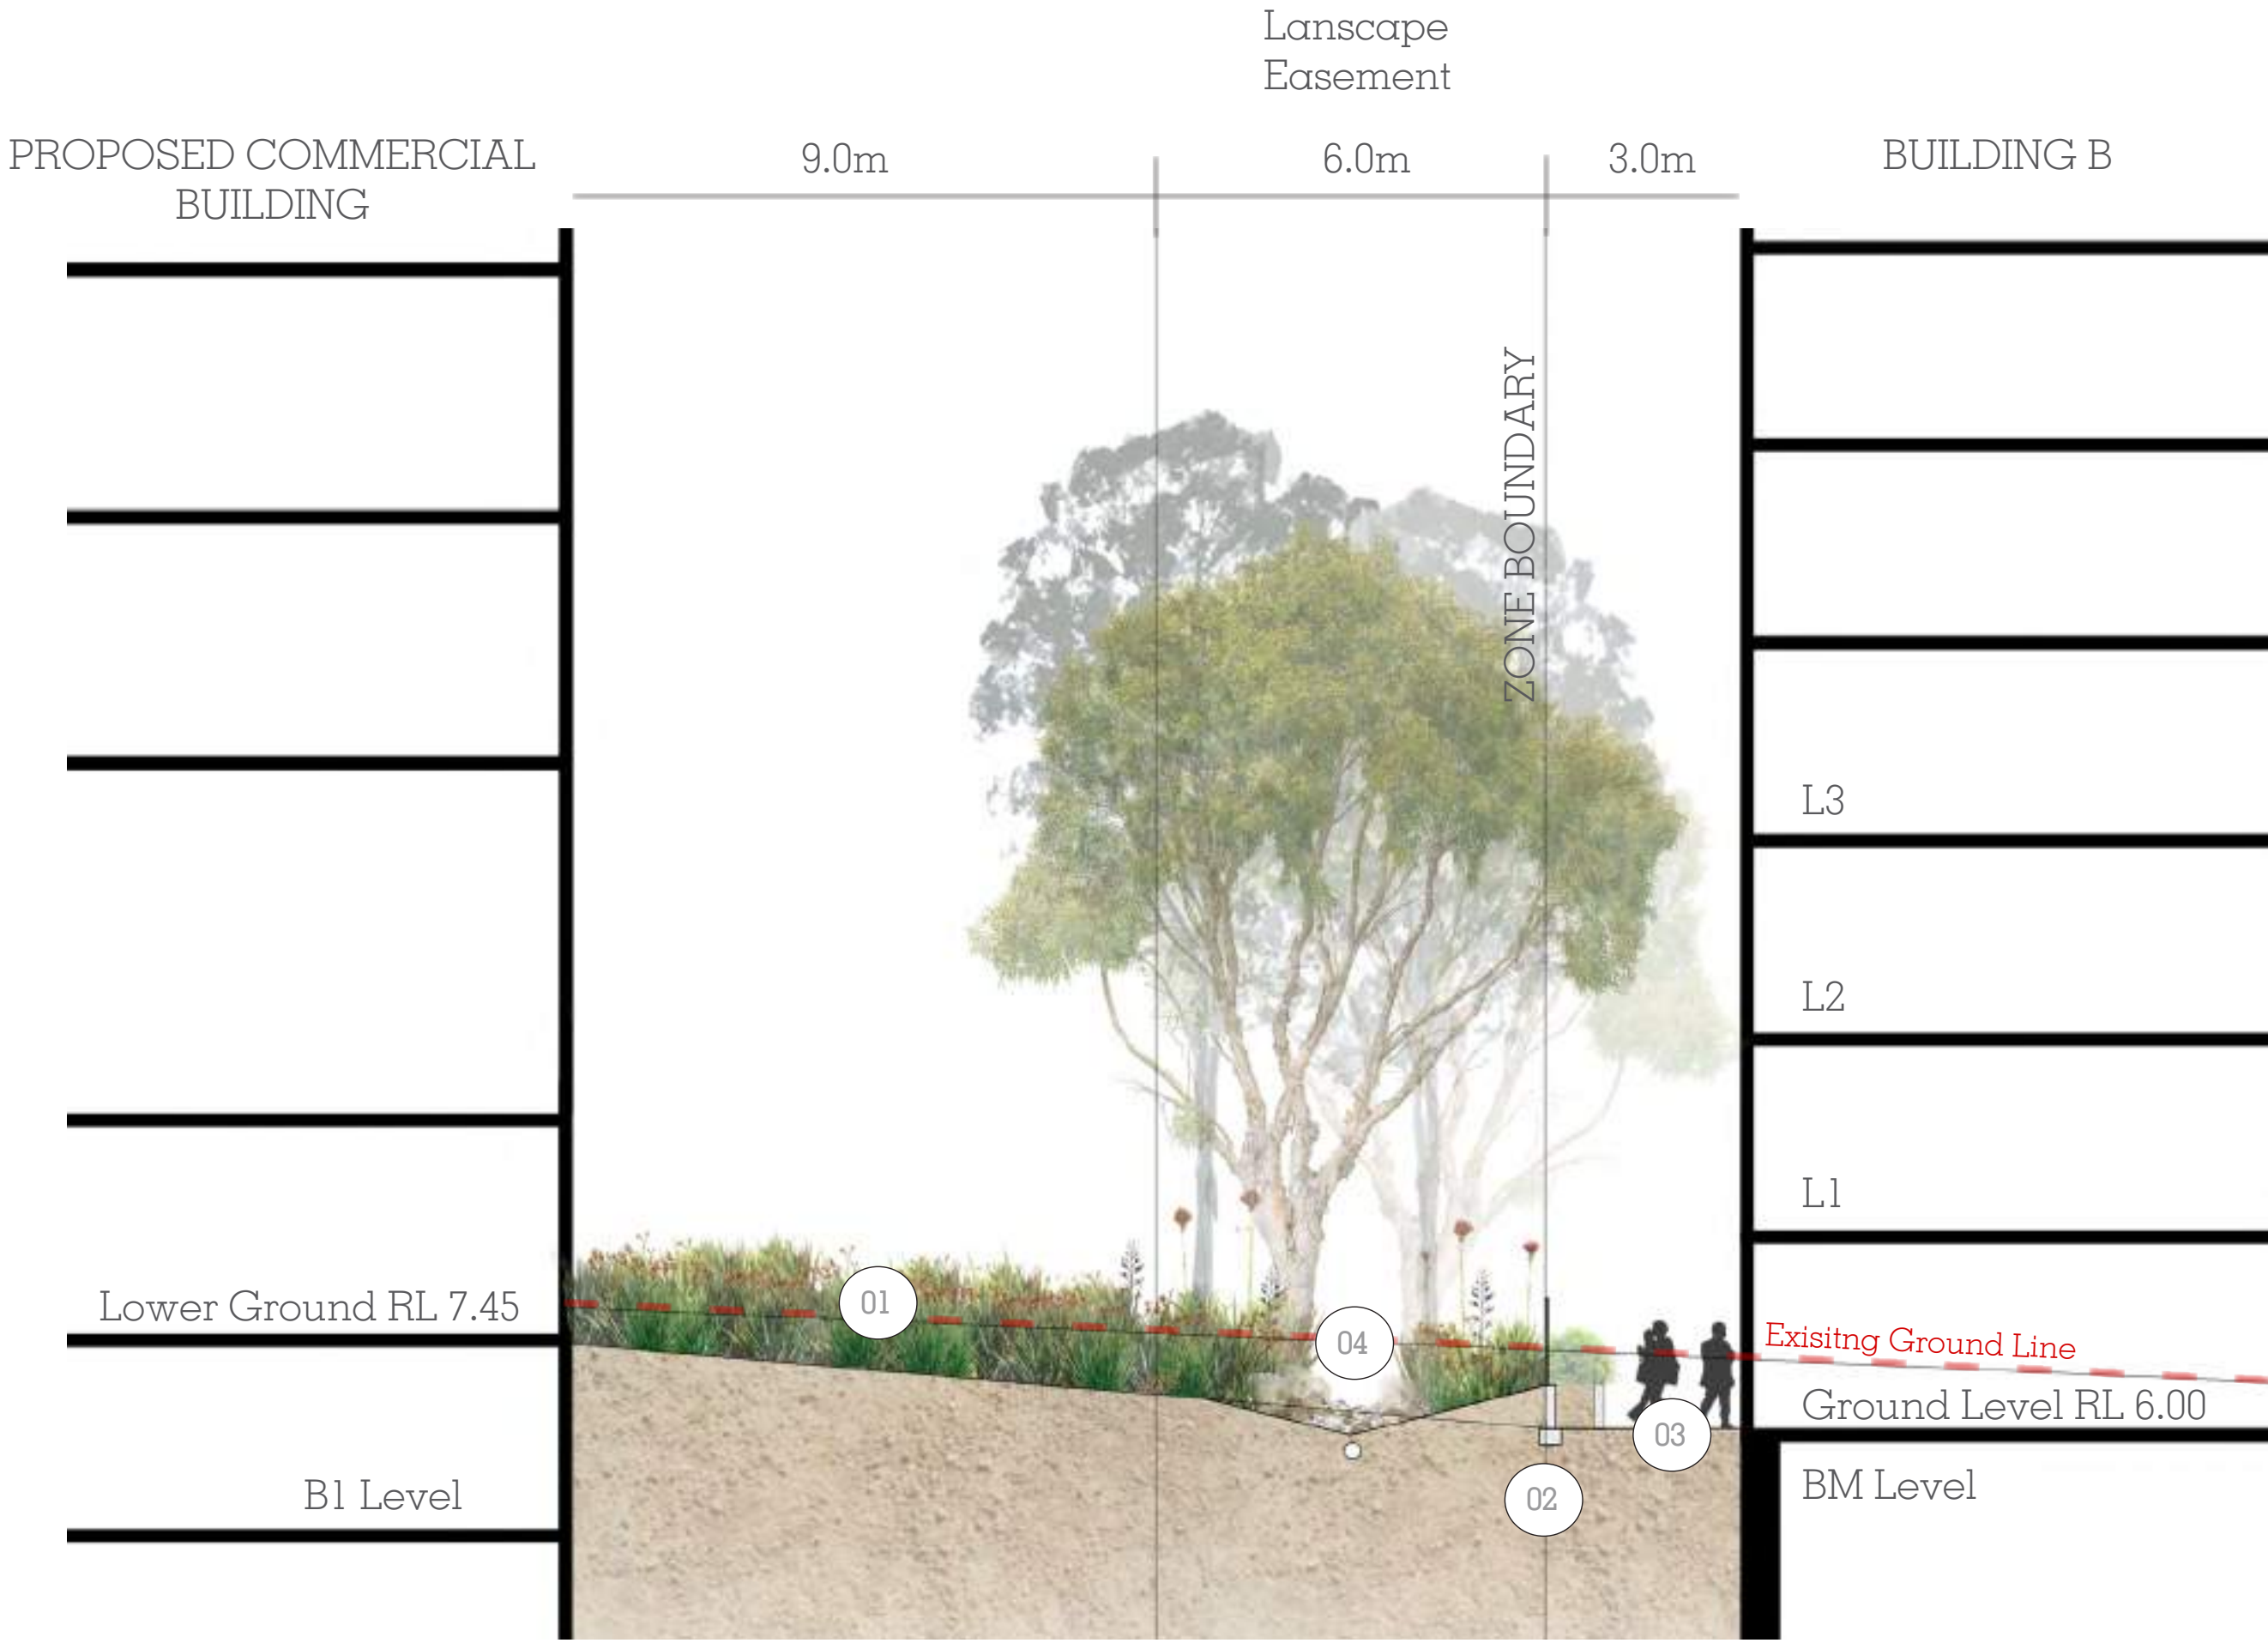 Lanscape
Easement
PROPOSED COMMERCIAL
BUILDING
9.0m
6.0m
3.0m
BUILDING B
ZONE BOUNDARY
L3
L2
L1
Lower Ground RL 7.45
01
04
Exisitng Ground Line
Ground Level RL 6.00
03
B1 Level
02
BM Level